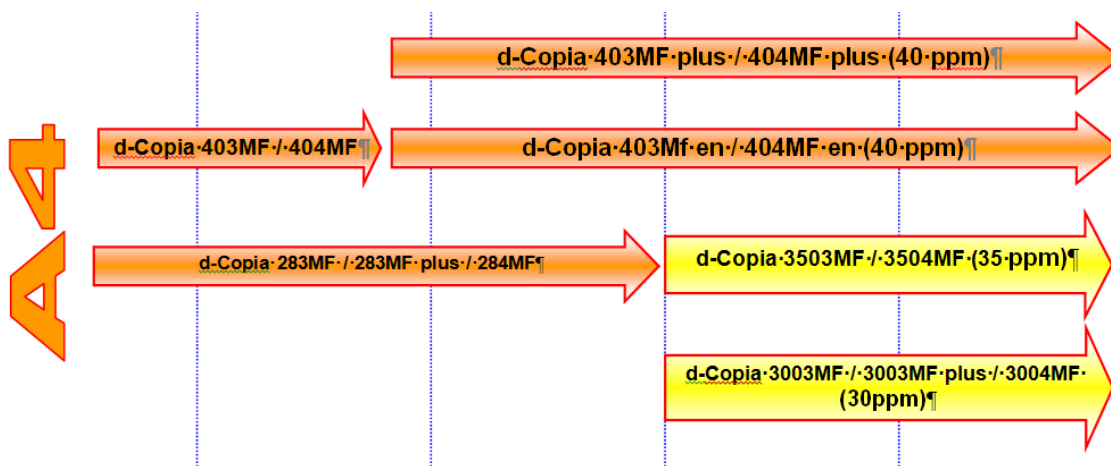 d-Copia·403MF·plus·/·404MF·plus·(40·ppm)¶
d-Copia·403MF·/·404MF¶
d-Copia·403Mf·en·/·404MF·en·(40·ppm)¶
A4
d-Copia·283MF·/·283MF·plus·/·284MF¶
d-Copia·3503MF·/·3504MF·(35·ppm)¶
d-Copia·3003MF·/·3003MF·plus·/·3004MF·
(30ppm)¶